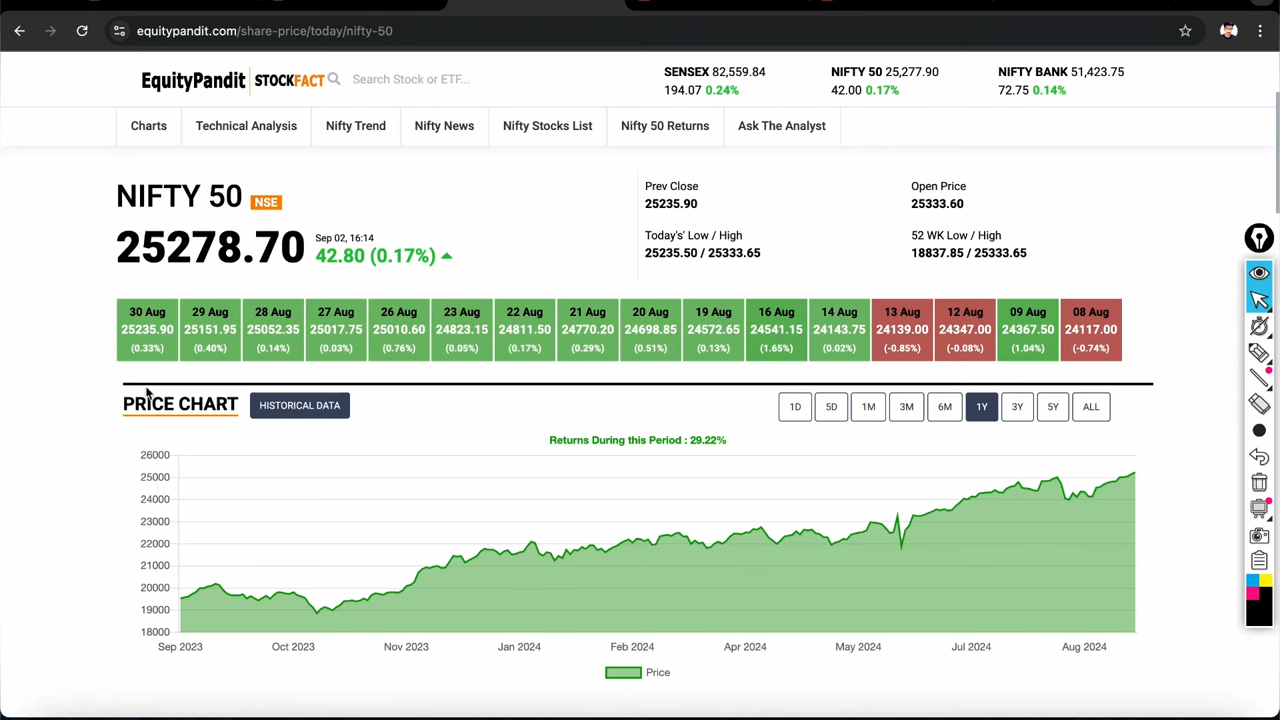 equitypandit.com/share-price/today/nifty-50
EquityPandit STOCKFACT Search Stock or ETF...
SENSEX 82,559.84 NIFTY 50 25,277.90 NIFTY BANK 51,423.75
194.07 0.24% 42.00 0.17% 72.75 0.14%
Charts Technical Analysis Nifty Trend Nifty News Nifty Stocks List Nifty 50 Returns Ask The Analyst
NIFTY 50 NSE
25278.70
Sep 02, 16:14
42.80 (0.17%)
Prev Close Open Price
25235.90 25333.60
Today's' Low / High 52 WK Low / High
25235.50 / 25333.65 18837.85 / 25333.65
30 Aug 29 Aug 28 Aug 27 Aug 26 Aug 23 Aug 22 Aug 21 Aug 20 Aug 19 Aug 16 Aug 14 Aug 13 Aug 12 Aug 09 Aug 08 Aug
25235.90 25151.95 25052.35 25017.75 25010.60 24823.15 24811.50 24770.20 24698.85 24572.65 24541.15 24143.75 24139.00 24347.00 24367.50 24117.00
(0.33%) (0.40%) (0.14%) (0.03%) (0.76%) (0.05%) (0.17%) (0.29%) (0.51%) (0.13%) (1.65%) (0.02%) (-0.85%) (-0.08%) (1.04%) (-0.74%)
PRICE CHART HISTORICAL DATA 1D 5D 1M 3M 6M 1Y 3Y 5Y ALL
Returns During this Period : 29.22%
26000
25000
24000
23000
22000
21000
20000
19000
18000
Sep 2023 Oct 2023 Nov 2023 Jan 2024 Feb 2024 Apr 2024 May 2024 Jul 2024 Aug 2024
Price